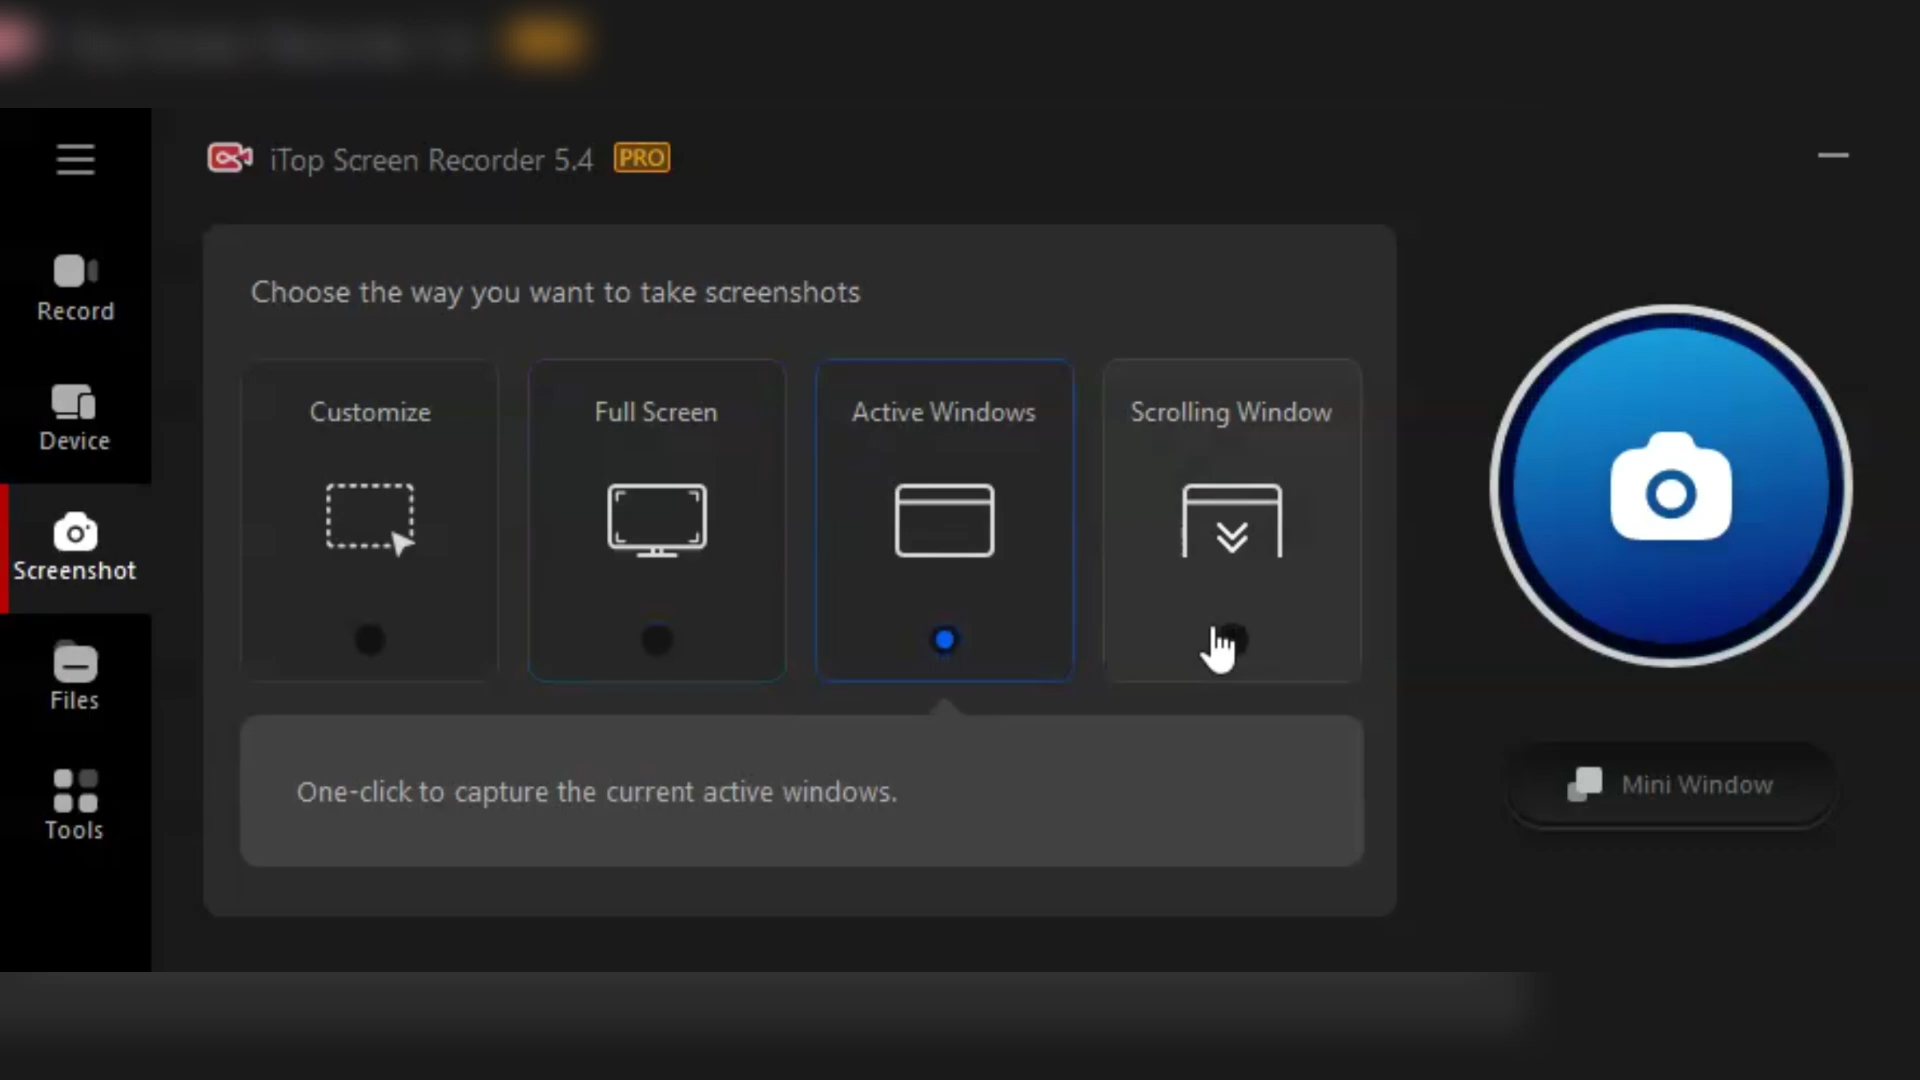 iTop Screen Recorder 5.4 PRO
Record
Device
Screenshot
Files
Tools
Choose the way you want to take screenshots
Customize
Full Screen
Active Windows
Scrolling Window
One-click to capture the current active windows.
Mini Window